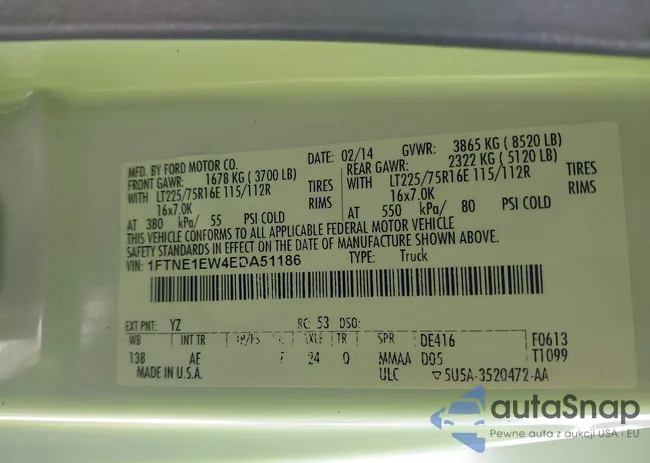 MFD. BY FORD MOTOR CO.
DATE: 02/14 GVWR: 3865 KG ( 8520 LB)
FRONT GAWR: 1678 KG ( 3700 LB) REAR GAWR: 2322 KG ( 5120 LB)
WITH LT225/75R16E 115/112R TIRES WITH LT225/75R16E 115/112R TIRES
16x7.0K RIMS 16x7.0K RIMS
AT 380 kPa/ 55 PSI COLD AT 550 kPa/ 80 PSI COLD
THIS VEHICLE CONFORMS TO ALL APPLICABLE FEDERAL MOTOR VEHICLE
SAFETY STANDARDS IN EFFECT ON THE DATE OF MANUFACTURE SHOWN ABOVE.
VIN: 1FTNE1EW4EDA51186 TYPE: Truck
EXT PNT: YZ RC: 53 DSO:
WB INT TR TP/PS AXLE TR SPR DE416 F0613
138 AE 24 Q MMAA D05 T1099
MADE IN U.S.A. ULC 5U5A-3520472-AA
autaSnap
Pewne auta z aukcji USA i EU